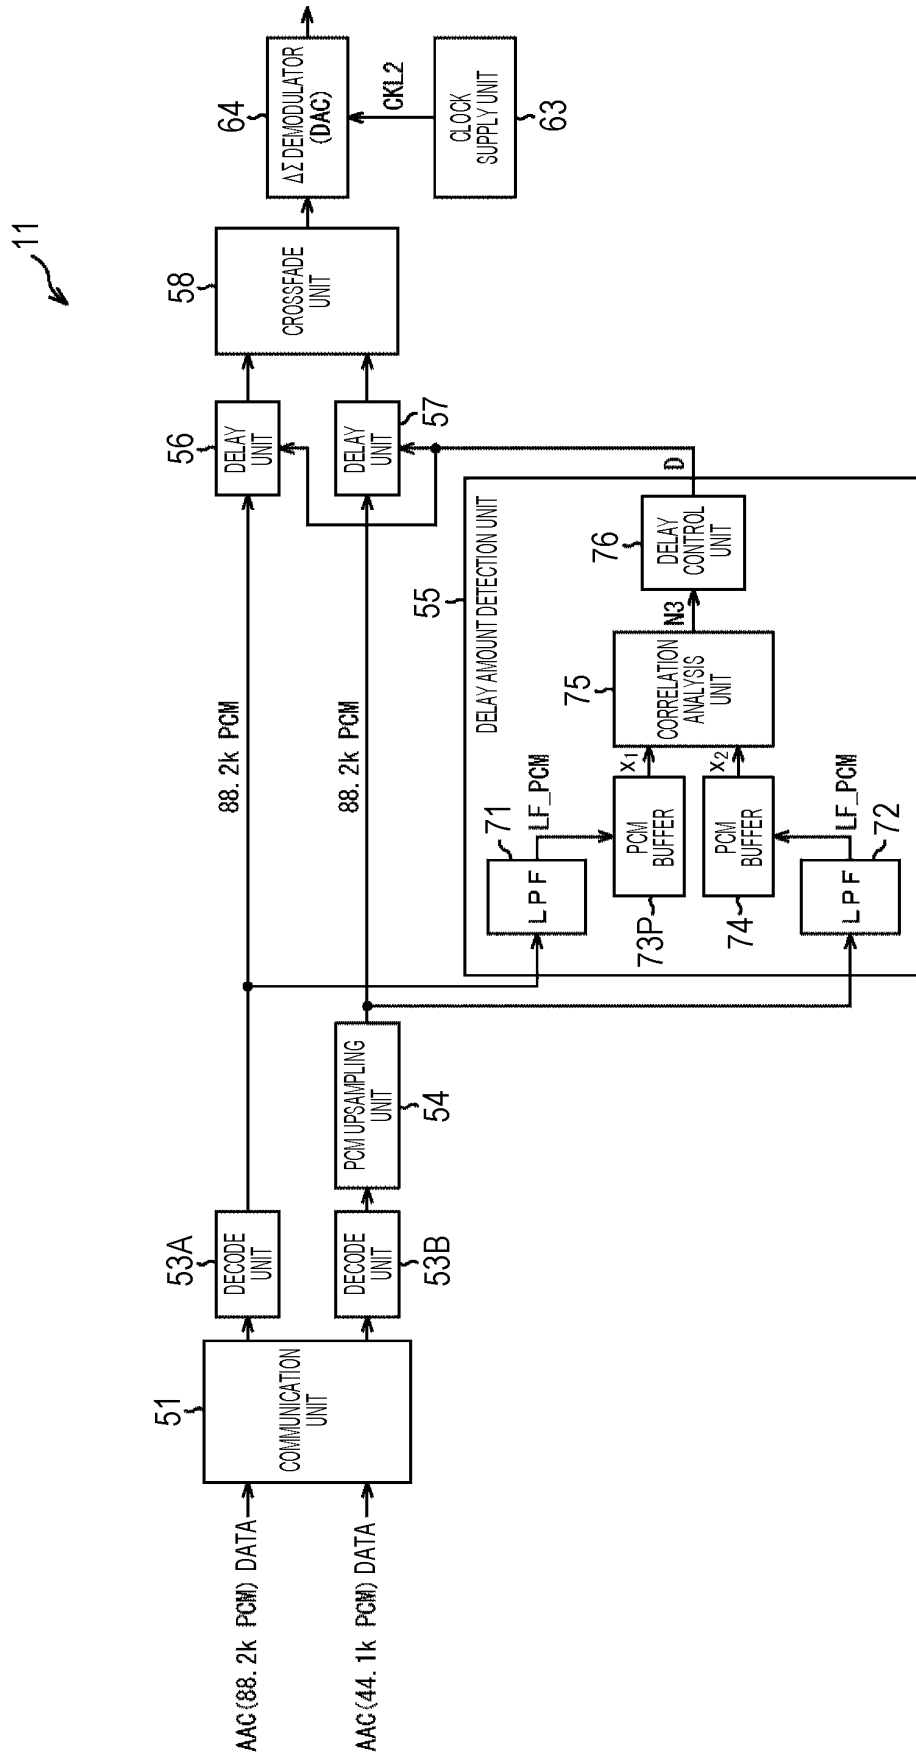 11
AAC(88.2k PCM) DATA
AAC(44.1k PCM) DATA
51
COMMUNICATION
UNIT
53A
DECODE
UNIT
DECODE
UNIT
53B
PCM UPSAMPLING
UNIT
54
88.2k PCM
88.2k PCM
56
DELAY
UNIT
DELAY
UNIT
57
58
CROSSFADE
UNIT
64
ΔΣ DEMODULATOR
(DAC)
CKL2
CLOCK
SUPPLY UNIT
63
55
DELAY AMOUNT DETECTION UNIT
71
LPF
LF_PCM
PCM
BUFFER
73P
X1
PCM
BUFFER
74
X2
LF_PCM
LPF
72
75
CORRELATION
ANALYSIS
UNIT
N3
76
DELAY
CONTROL
UNIT
D